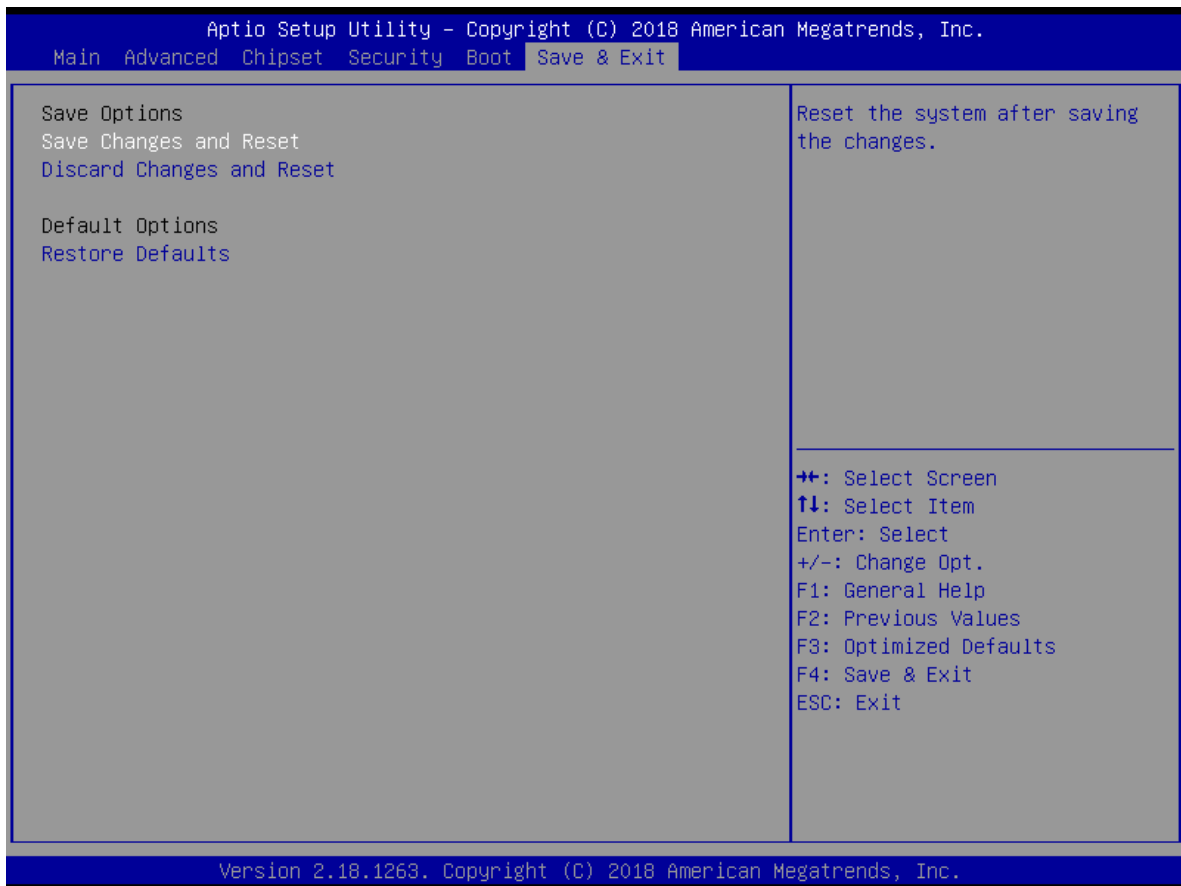 Aptio Setup Utility – Copyright (C) 2018 American Megatrends, Inc.
Main Advanced Chipset Security Boot Save & Exit
Save Options
Save Changes and Reset
Discard Changes and Reset
Default Options
Restore Defaults
Reset the system after saving
the changes.
→←: Select Screen
↑↓: Select Item
Enter: Select
+/-: Change Opt.
F1: General Help
F2: Previous Values
F3: Optimized Defaults
F4: Save & Exit
ESC: Exit
Version 2.18.1263. Copyright (C) 2018 American Megatrends, Inc.